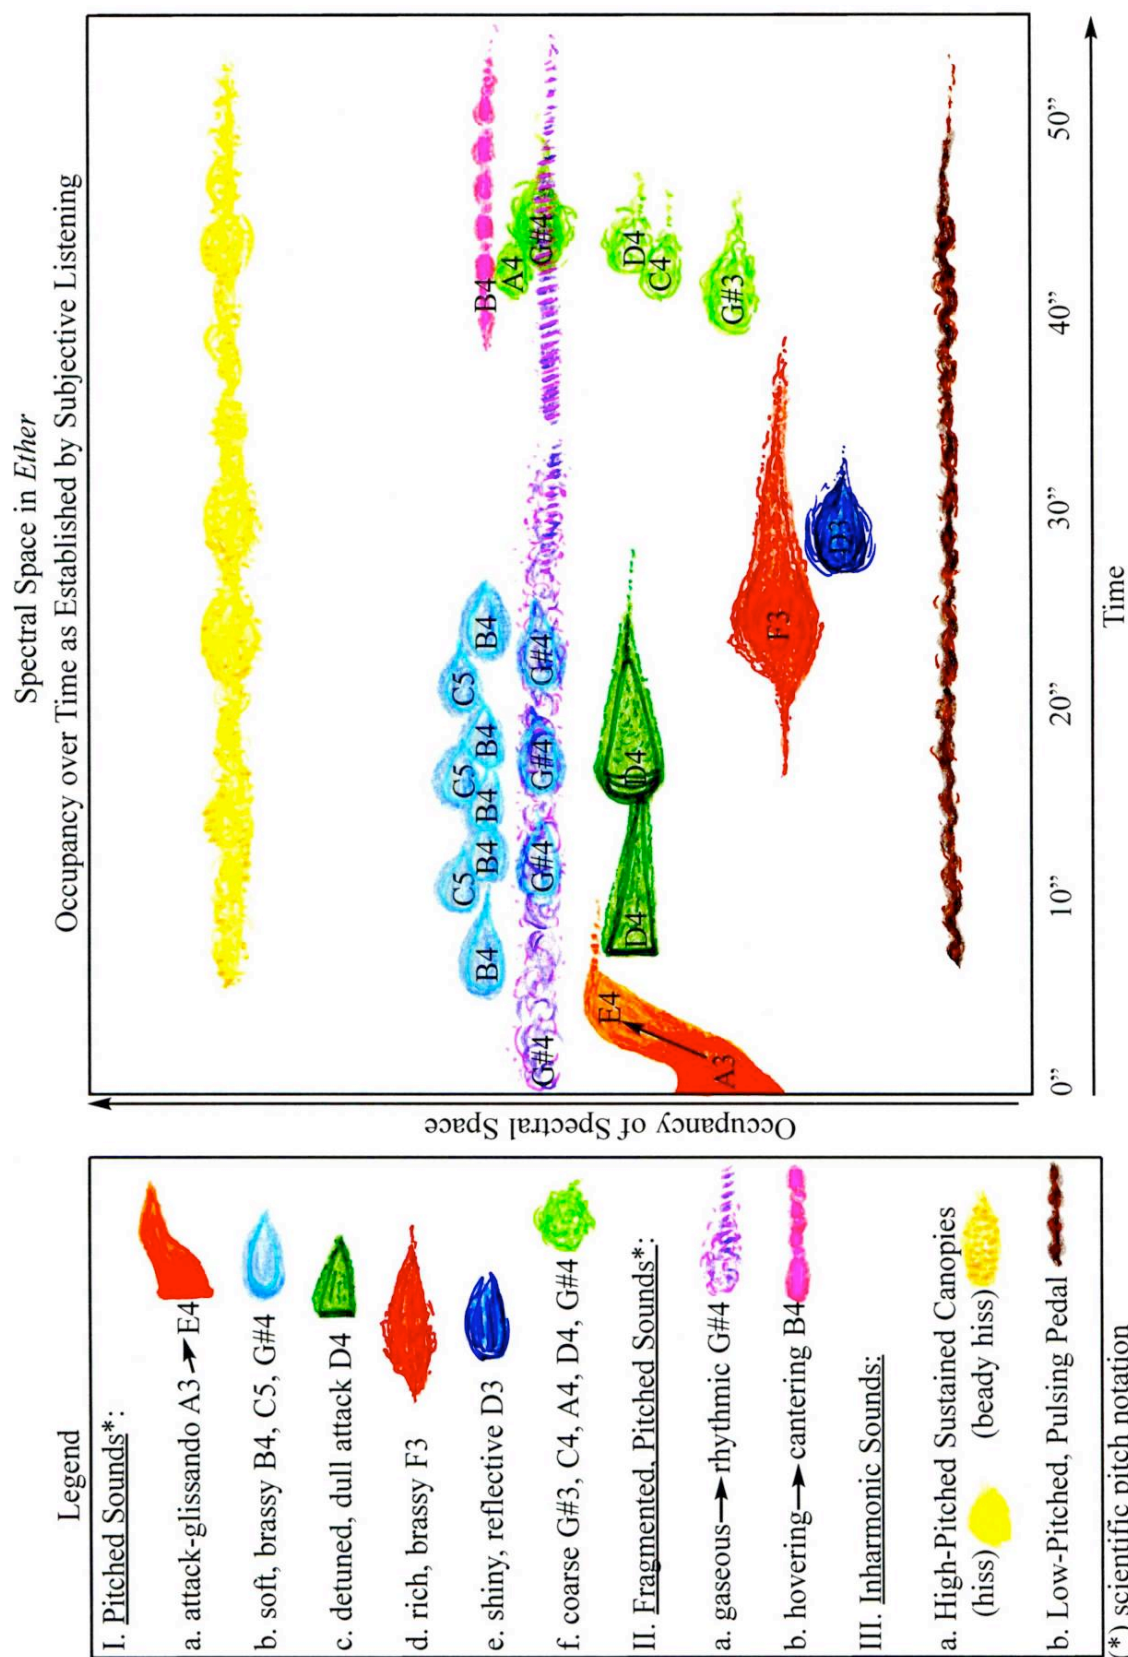 Spectral Space in Ether
Occupancy over Time as Established by Subjective Listening
Occupancy of Spectral Space
B4
C5
B4
B4
C5
B4
C5
B4
B4
A4
G#4
G#4
G#4
G#4
G#4
E4
A3
D4
D4
D4
C4
G#3
F3
D3
0”
10”
20”
30”
40”
50”
Time
Legend
I. Pitched Sounds*:
a. attack-glissando A3 E4
b. soft, brassy B4, C5, G#4
c. detuned, dull attack D4
d. rich, brassy F3
e. shiny, reflective D3
f. coarse G#3, C4, A4, D4, G#4
II. Fragmented, Pitched Sounds*:
a. gaseous rhythmic G#4
b. hovering cantering B4
III. Inharmonic Sounds:
a. High-Pitched Sustained Canopies
(hiss) (beady hiss)
b. Low-Pitched, Pulsing Pedal
(*) scientific pitch notation